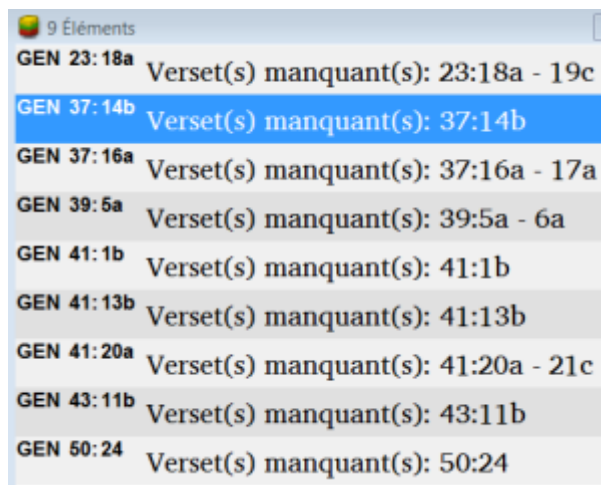 9 Éléments
GEN 23:18a Verset(s) manquant(s): 23:18a - 19c
GEN 37:14b Verset(s) manquant(s): 37:14b
GEN 37:16a Verset(s) manquant(s): 37:16a - 17a
GEN 39:5a Verset(s) manquant(s): 39:5a - 6a
GEN 41:1b Verset(s) manquant(s): 41:1b
GEN 41:13b Verset(s) manquant(s): 41:13b
GEN 41:20a Verset(s) manquant(s): 41:20a - 21c
GEN 43:11b Verset(s) manquant(s): 43:11b
GEN 50:24 Verset(s) manquant(s): 50:24